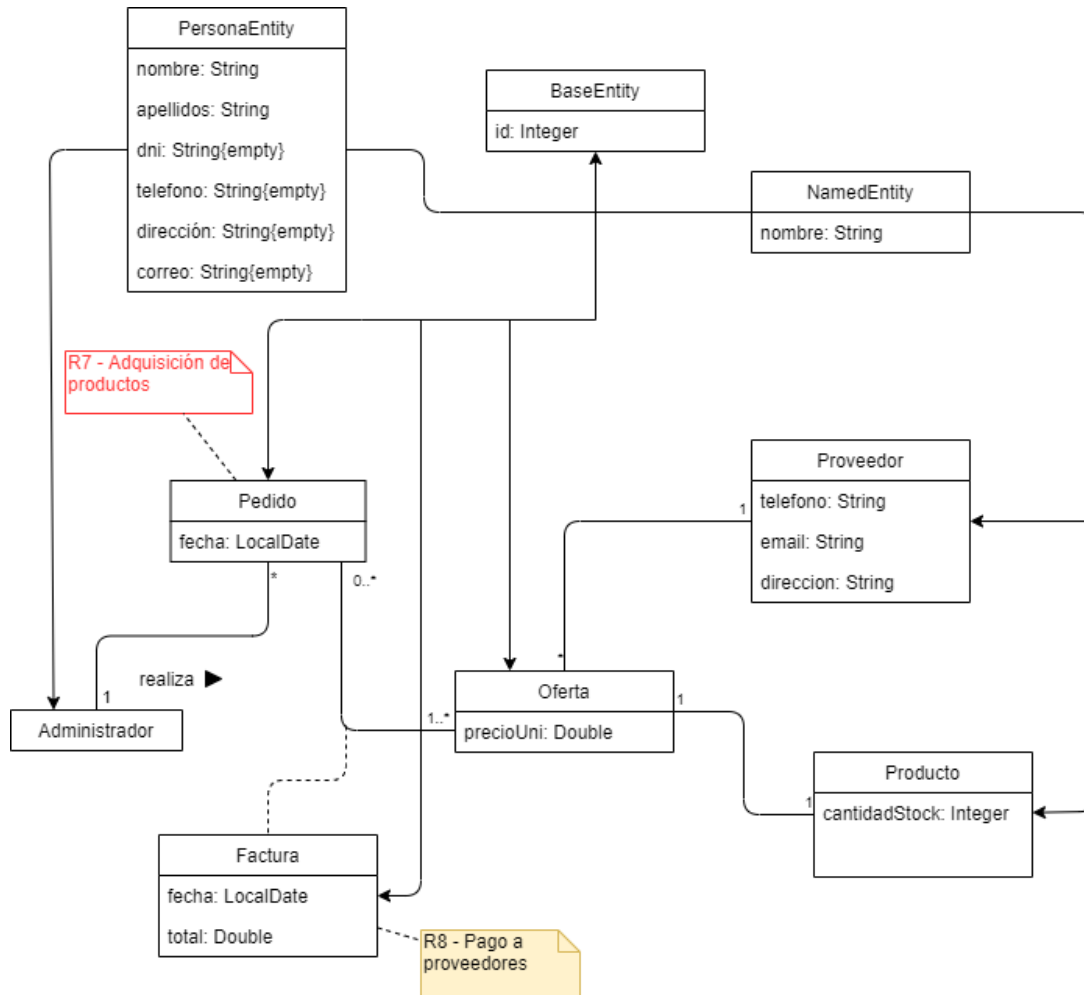 PersonaEntity
nombre: String
apellidos: String
dni: String{empty}
telefono: String{empty}
dirección: String{empty}
correo: String{empty}
BaseEntity
id: Integer
NamedEntity
nombre: String
R7 - Adquisición de
productos
Pedido
fecha: LocalDate
*
0..*
Proveedor
telefono: String
email: String
direccion: String
1
*
realiza ▶
1
Administrador
Oferta
precioUni: Double
1..*
1
Producto
cantidadStock: Integer
1
Factura
fecha: LocalDate
total: Double
R8 - Pago a
proveedores